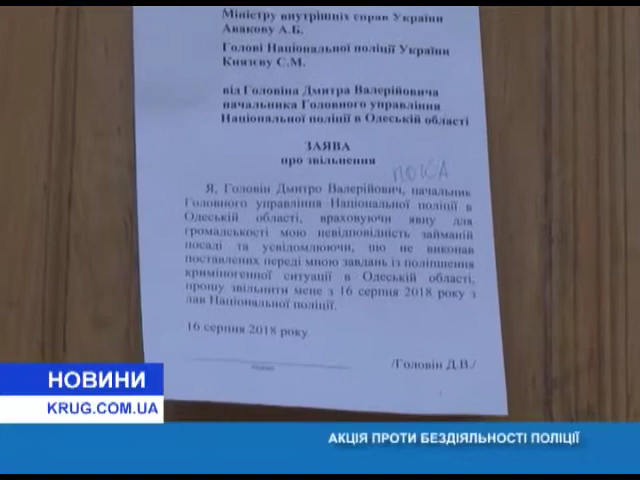 Міністру внутрішніх справ України
Авакову А.Б.
Голові Національної поліції України
Князєву С.М.
від Головіна Дмитра Валерійовича
начальника Головного управління
Національної поліції в Одеській області
ЗАЯВА
про звільнення
ПОКА
Я, Головін Дмитро Валерійович, начальник
Головного управління Національної поліції в
Одеській області, враховуючи явну для
громадськості мою невідповідність займаній
посаді та усвідомлюючи, що не виконав
поставлених переді мною завдань із поліпшення
криміногенної ситуації в Одеській області,
прошу звільнити мене з 16 серпня 2018 року з
лав Національної поліції.
16 серпня 2018 року
/Головін Д.В./
НОВИНИ
KRUG.COM.UA
АКЦІЯ ПРОТИ БЕЗДІЯЛЬНОСТІ ПОЛІЦІЇ